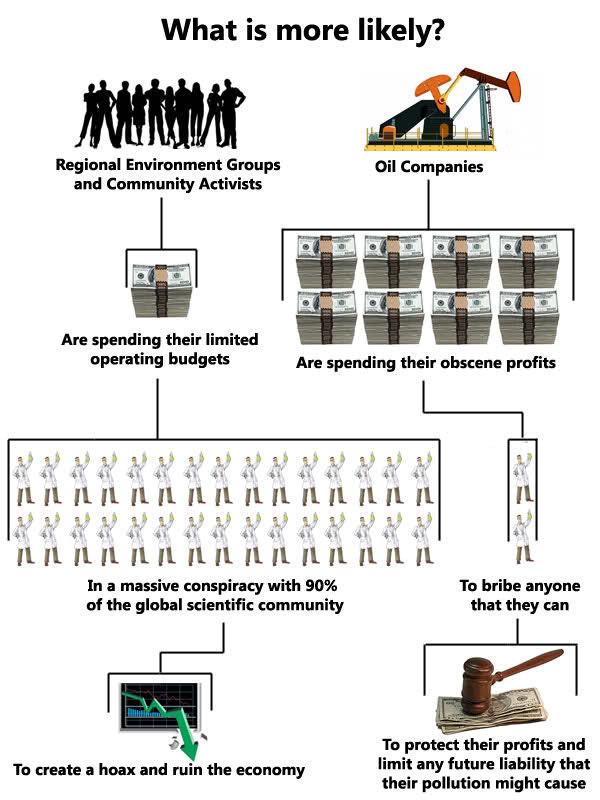 What is more likely?
Regional Environment Groups
and Community Activists
Oil Companies
Are spending their limited
operating budgets
Are spending their obscene profits
In a massive conspiracy with 90%
of the global scientific community
To bribe anyone
that they can
To create a hoax and ruin the economy
To protect their profits and
limit any future liability that
their pollution might cause